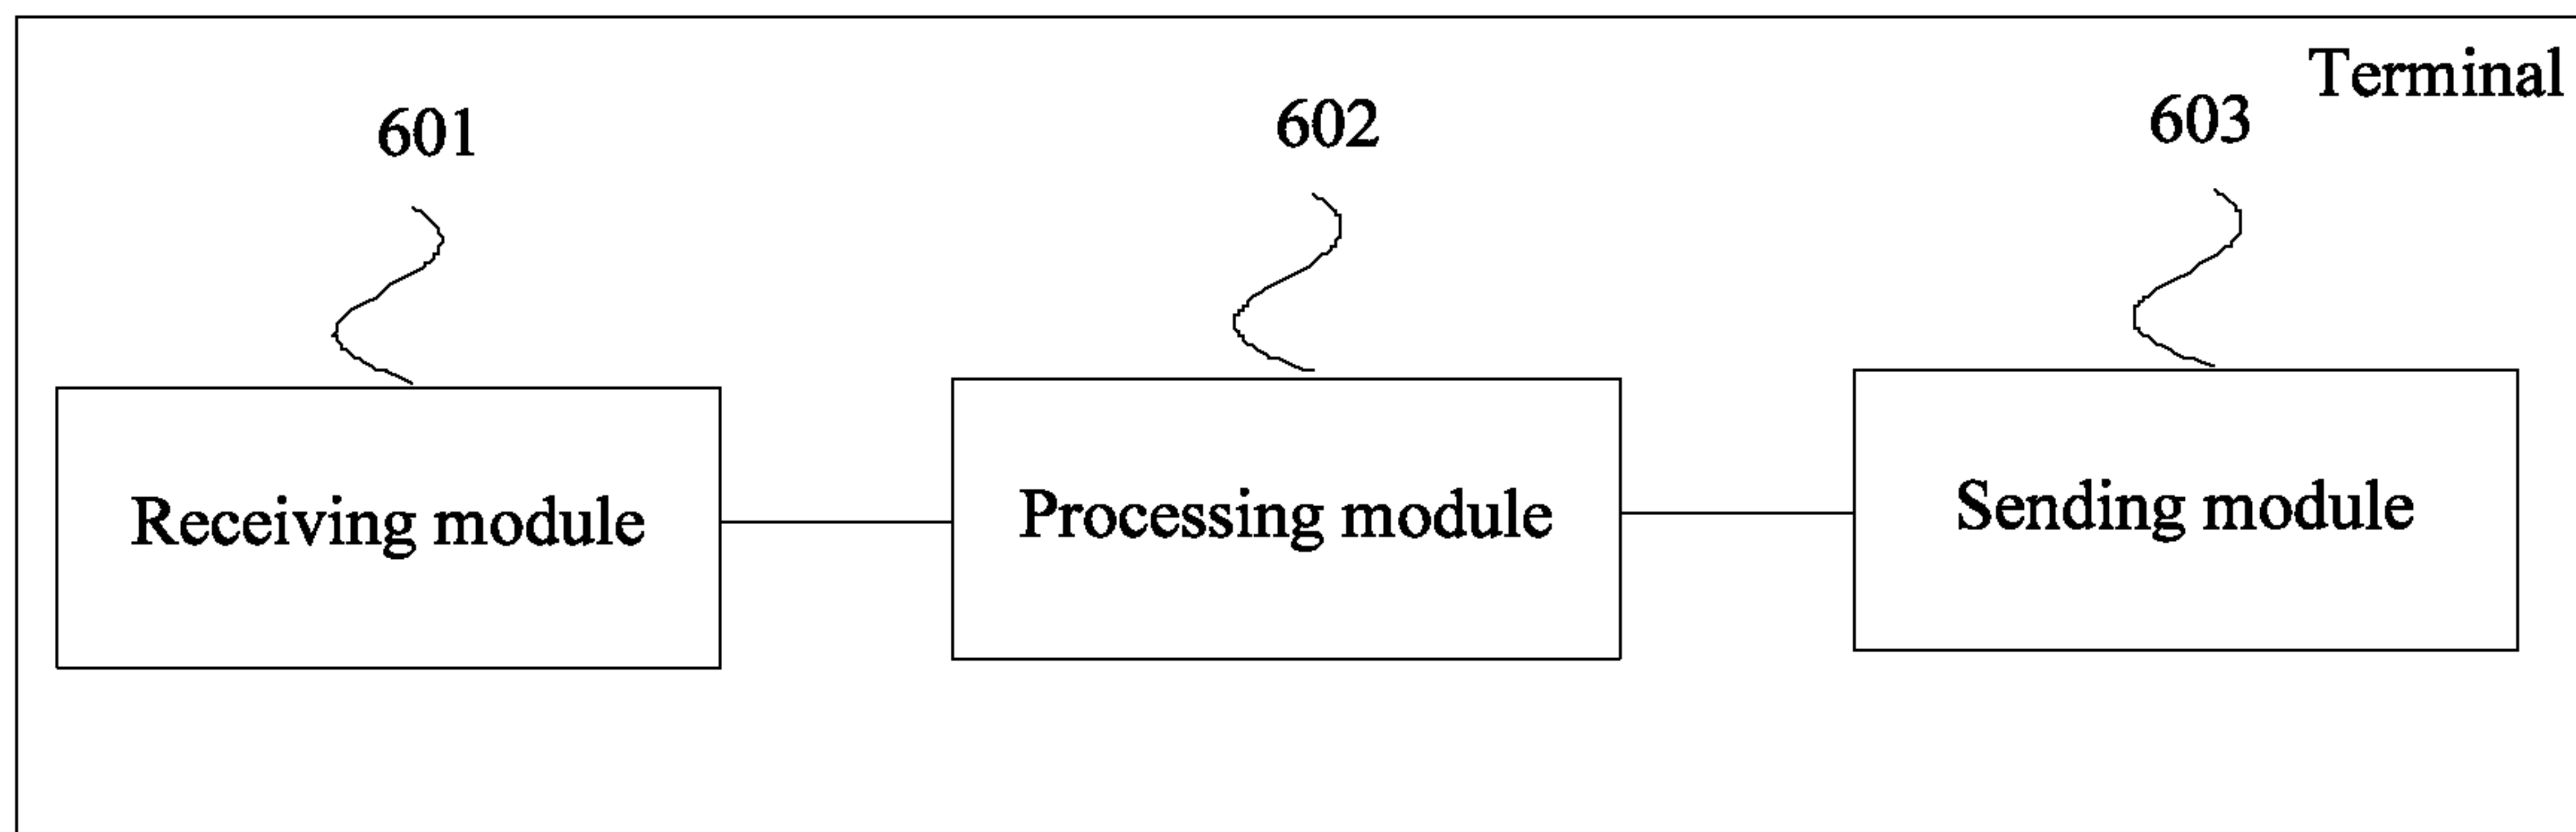 Terminal
601
602
603
Receiving module
Processing module
Sending module